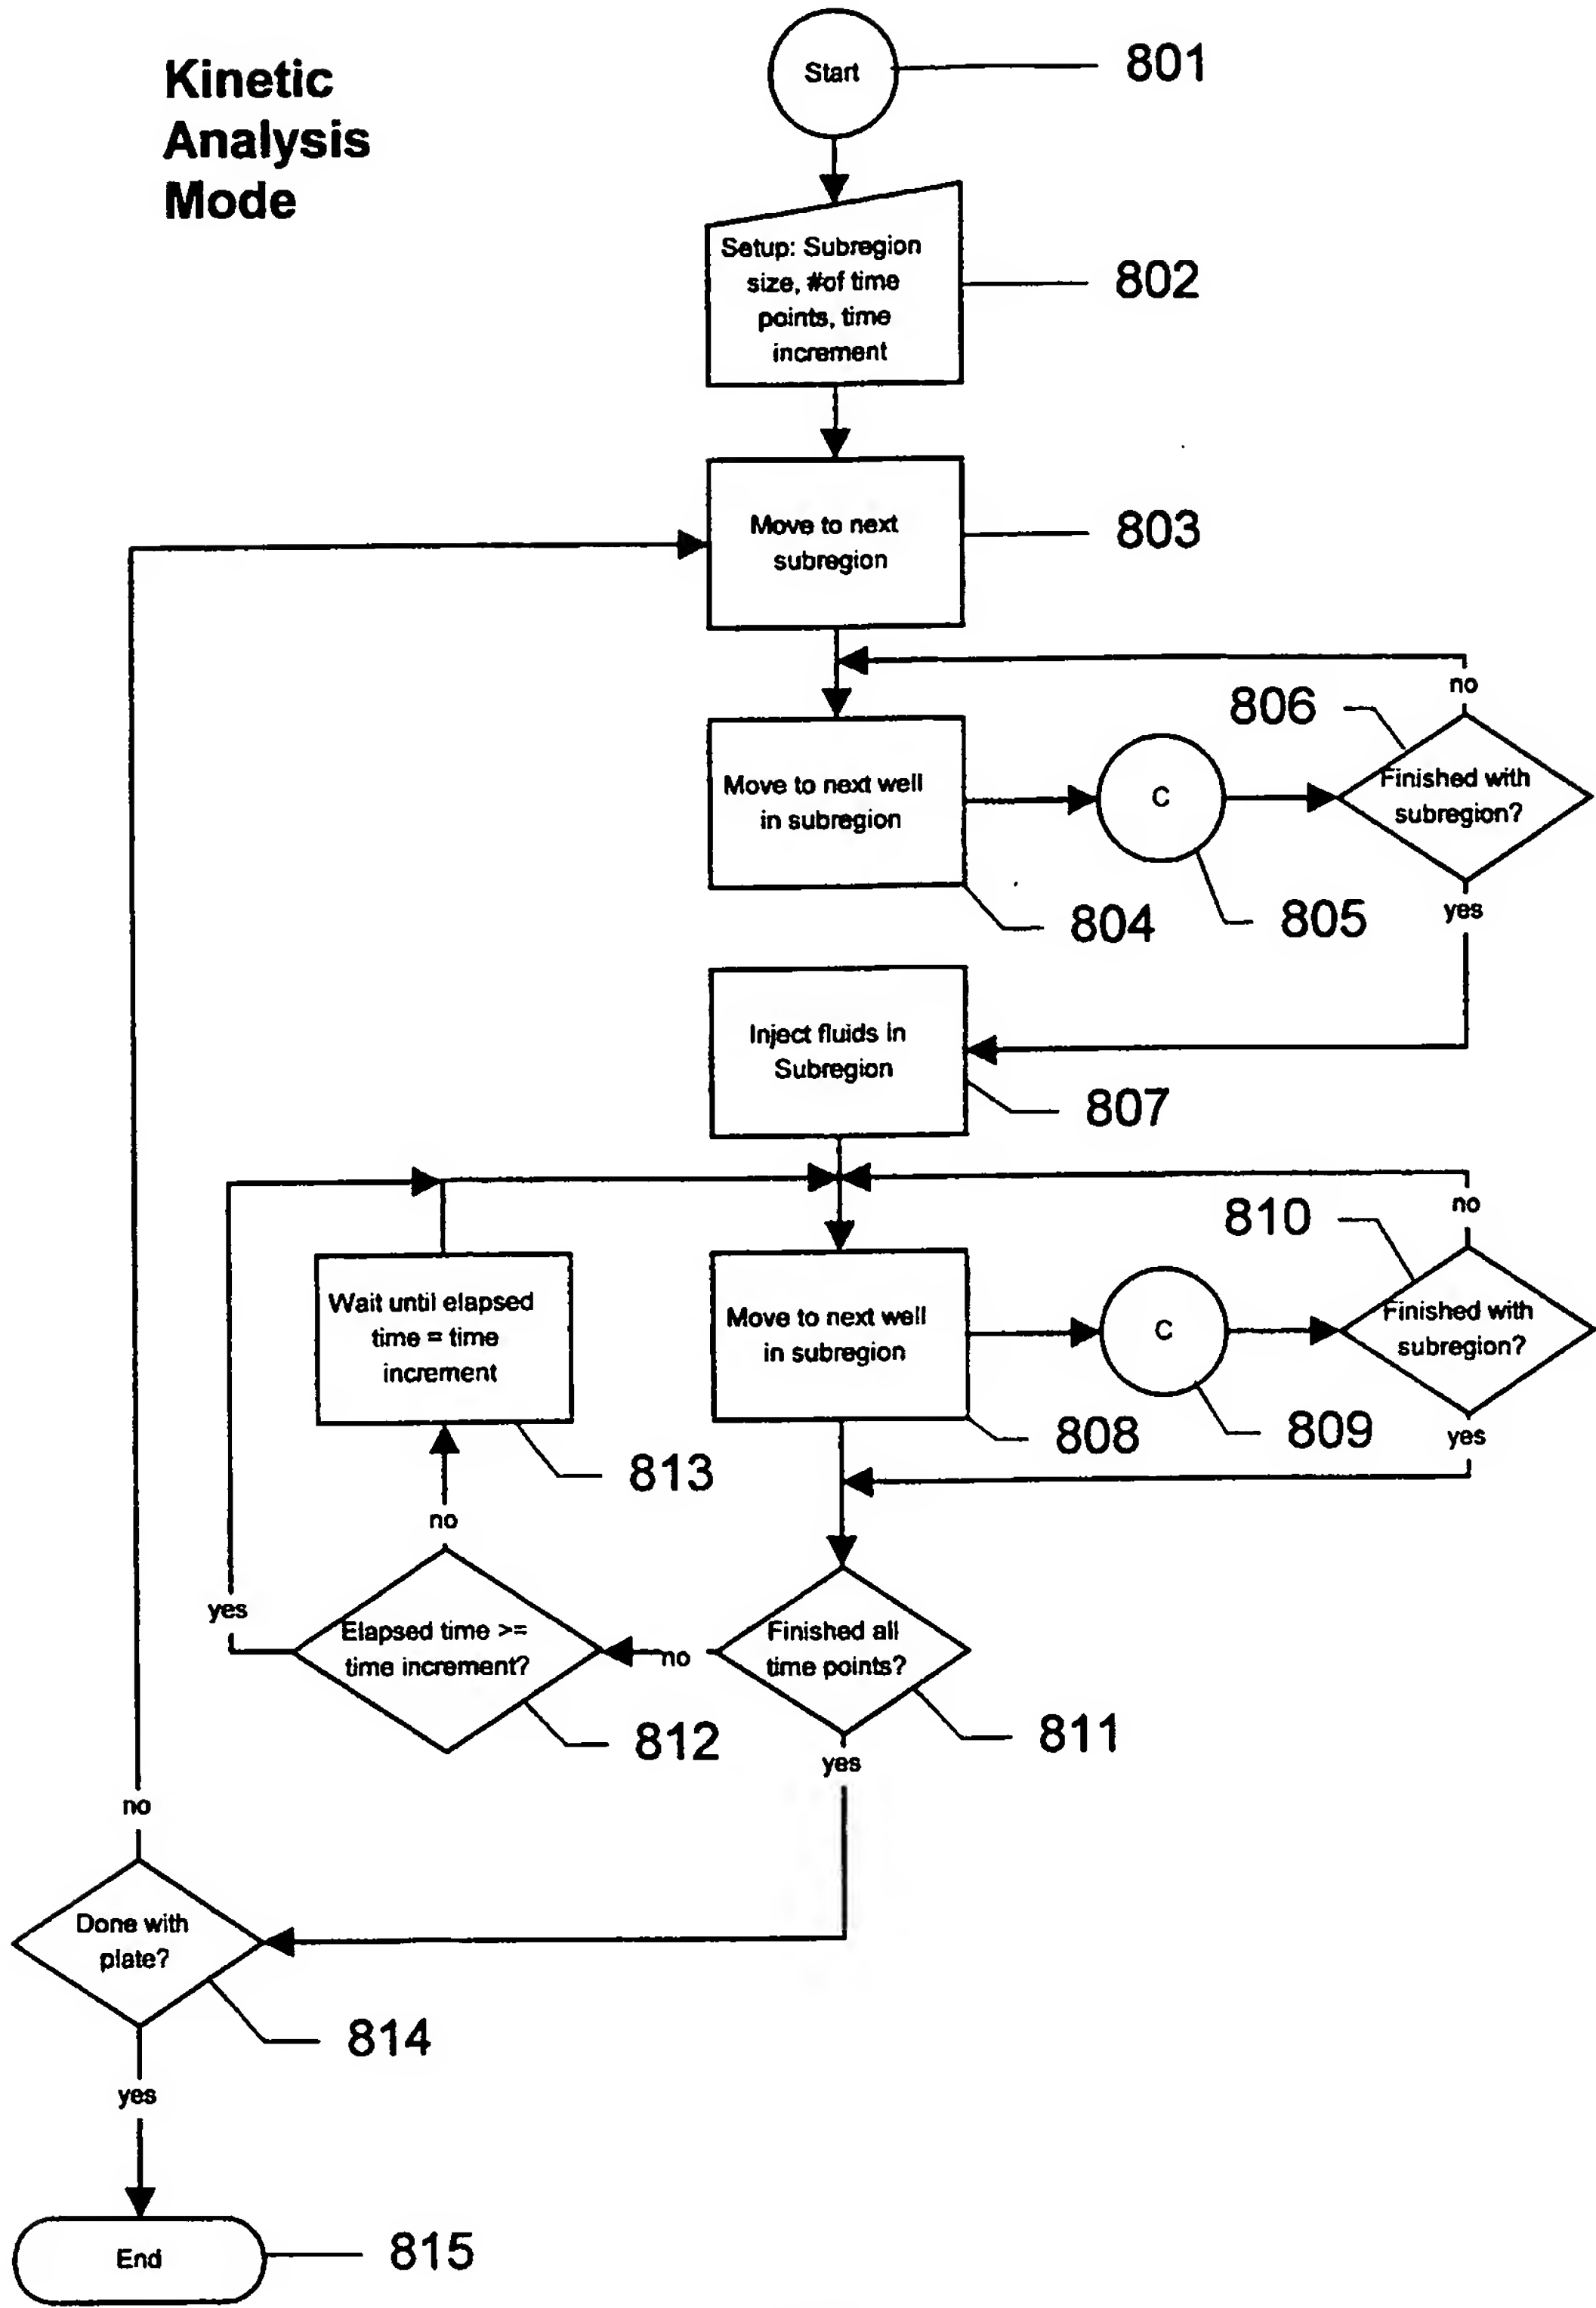 Kinetic
Analysis
Mode
Start
801
Setup: Subregion
size, #of time
points, time
increment
802
Move to next
subregion
803
no
806
Move to next well
in subregion
C
Finished with
subregion?
804
805
yes
Inject fluids in
Subregion
807
no
810
Wait until elapsed
time = time
increment
Move to next well
in subregion
C
Finished with
subregion?
813
808
809
yes
no
yes
Elapsed time >=
time increment?
no
Finished all
time points?
812
811
yes
no
Done with
plate?
814
yes
End
815